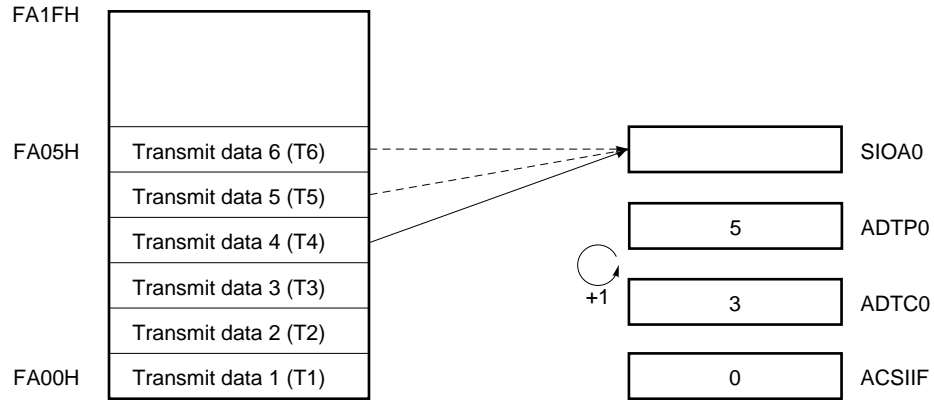 FA1FH
FA05H Transmit data 6 (T6) SIOA0
Transmit data 5 (T5)
Transmit data 4 (T4) 5 ADTP0
Transmit data 3 (T3)
+1 3 ADTC0
Transmit data 2 (T2)
FA00H Transmit data 1 (T1) 0 ACSIIF